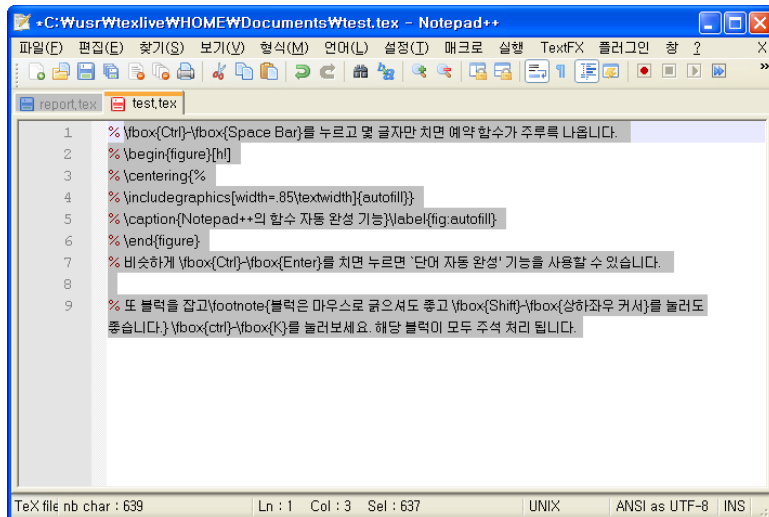 *C:₩usr₩texlive₩HOME₩Documents₩test.tex - Notepad++
파일(F) 편집(E) 찾기(S) 보기(V) 형식(M) 언어(L) 설정(T) 매크로 실행 TextFX 플러그인 창 ? X
report.tex test.tex
1 % \fbox{Ctrl}-\fbox{Space Bar}를 누르고 몇 글자만 치면 예약 함수가 주루륵 나옵니다.
2 % \begin{figure}[h!]
3 % \centering{%
4 % \includegraphics[width=.85\textwidth]{autofill}}
5 % \caption{Notepad++의 함수 자동 완성 기능}\label{fig:autofill}
6 % \end{figure}
7 % 비슷하게 \fbox{Ctrl}-\fbox{Enter}를 치면 누르면 `단어 자동 완성' 기능을 사용할 수 있습니다.
8
9 % 또 블럭을 잡고\footnote{블럭은 마우스로 긁으셔도 좋고 \fbox{Shift}-\fbox{상하좌우 커서}를 눌러도
좋습니다.} \fbox{ctrl}-\fbox{K}를 눌러보세요. 해당 블럭이 모두 주석 처리 됩니다.
TeX file nb char : 639 Ln : 1 Col : 3 Sel : 637 UNIX ANSI as UTF-8 INS